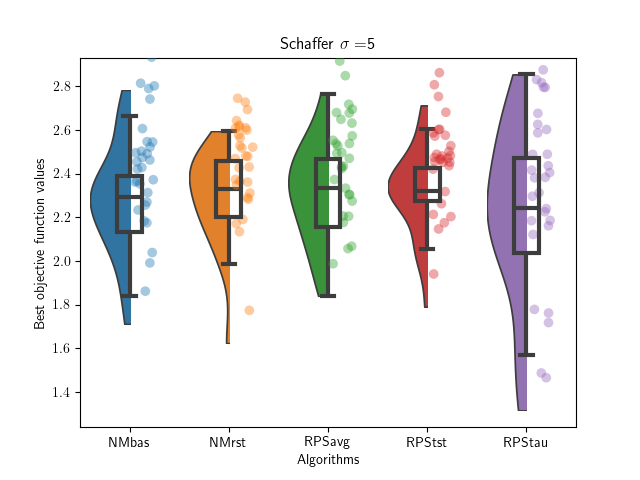 Schaffer σ =5
Best objective function values
2.8
2.6
2.4
2.2
2.0
1.8
1.6
1.4
NMbas NMrst RPSavg RPStst RPStau
Algorithms